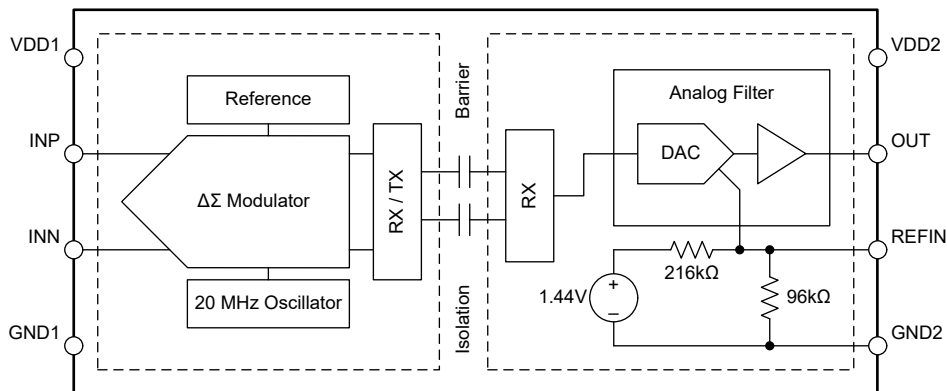 VDD1
VDD2
Reference
Barrier
Analog Filter
INP
OUT
DAC
ΔΣ Modulator
RX / TX
RX
INN
REFIN
216kΩ
20 MHz Oscillator
1.44V
+
–
96kΩ
GND1
Isolation
GND2